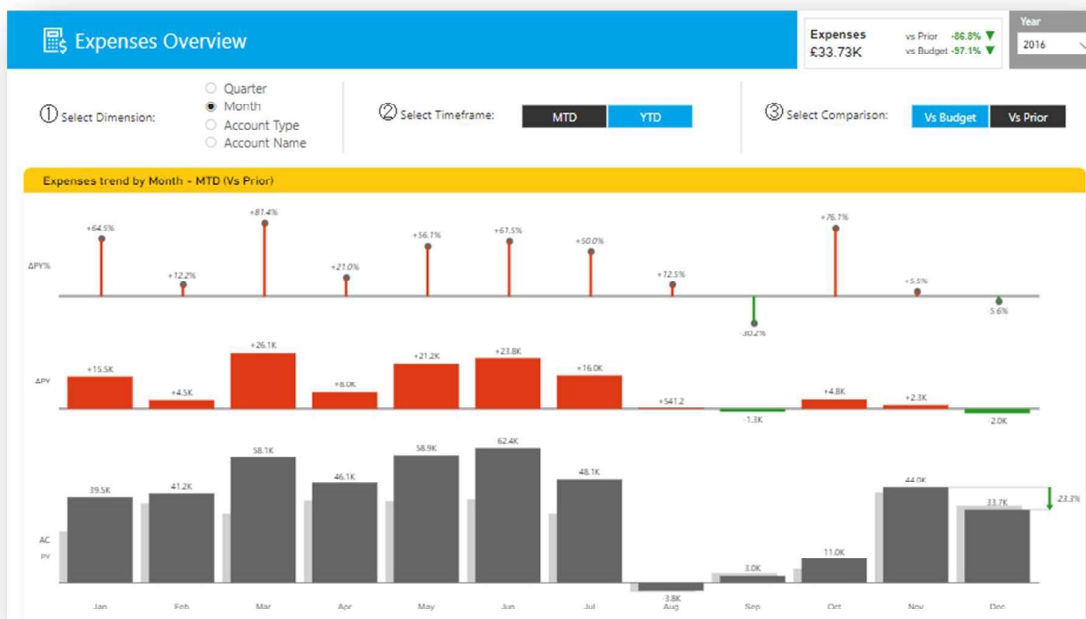 Expenses Overview
Expenses
vs Prior -86.8% ▼
£33.73K
vs Budget -97.1% ▼
Year
2016
① Select Dimension:
Quarter
Month
Account Type
Account Name
② Select Timeframe:
MTD
YTD
③ Select Comparison:
Vs Budget
Vs Prior
Expenses trend by Month - MTD (Vs Prior)
ΔPY%
+64.5%
+12.2%
+81.4%
+21.0%
+56.1%
+61.5%
+50.0%
+12.5%
-30.2%
+76.1%
+5.5%
-5.6%
ΔPY
+15.5K
+4.5K
+26.1K
+8.0K
+21.2K
+23.8K
+16.0K
+541.2
-1.3K
+4.8K
+2.3K
-2.0K
AC
PY
39.5K
41.2K
58.1K
46.1K
58.9K
62.4K
48.1K
-3.8K
3.0K
11.0K
44.0K
33.7K
-23.3%
Jan
Feb
Mar
Apr
May
Jun
Jul
Aug
Sep
Oct
Nov
Dec